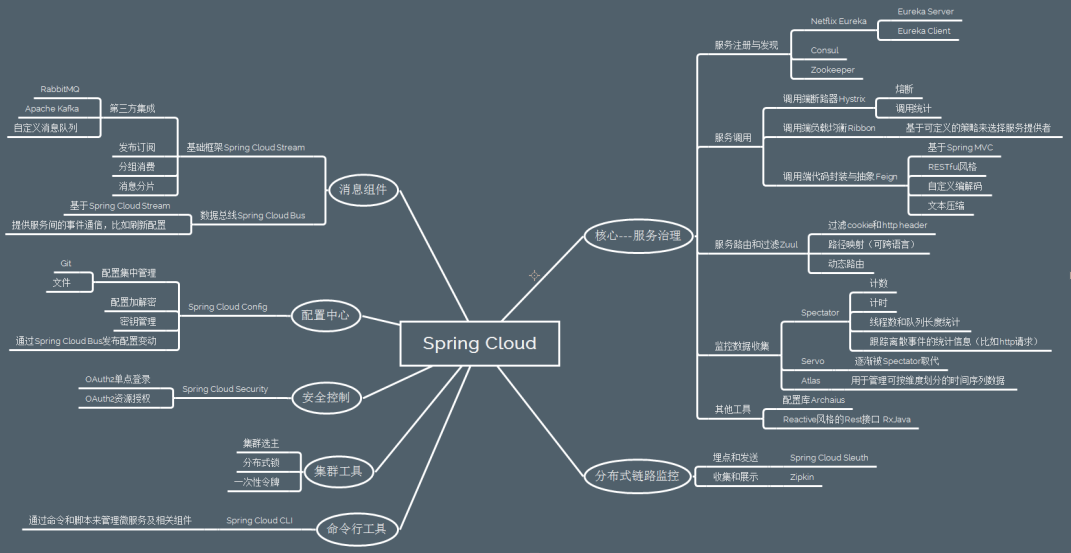 Spring Cloud
核心---服务治理
服务注册与发现
Netflix Eureka
Eureka Server
Eureka Client
Consul
Zookeeper
服务调用
调用端断路器Hystrix
熔断
调用统计
调用端负载均衡Ribbon
基于可定义的策略来选择服务提供者
调用端代码封装与抽象Feign
基于Spring MVC
RESTful风格
自定义编解码
文本压缩
服务路由和过滤Zuul
过滤cookie和http header
路径映射（可跨语言）
动态路由
监控数据收集
Spectator
计数
计时
线程数和队列长度统计
跟踪离散事件的统计信息（比如http请求）
Servo
逐渐被Spectator取代
Atlas
用于管理可按维度划分的时间序列数据
其他工具
配置库Archaius
Reactive风格的Rest接口 RxJava
分布式链路监控
埋点和发送
Spring Cloud Sleuth
收集和展示
Zipkin
消息组件
基础框架Spring Cloud Stream
第三方集成
RabbitMQ
Apache Kafka
自定义消息队列
发布订阅
分组消费
消息分片
数据总线Spring Cloud Bus
基于Spring Cloud Stream
提供服务间的事件通信，比如刷新配置
配置中心
Spring Cloud Config
配置集中管理
Git
文件
配置加解密
密钥管理
通过Spring Cloud Bus发布配置变动
安全控制
Spring Cloud Security
OAuth2单点登录
OAuth2资源授权
集群工具
集群选主
分布式锁
一次性令牌
命令行工具
Spring Cloud CLI
通过命令和脚本来管理微服务及相关组件